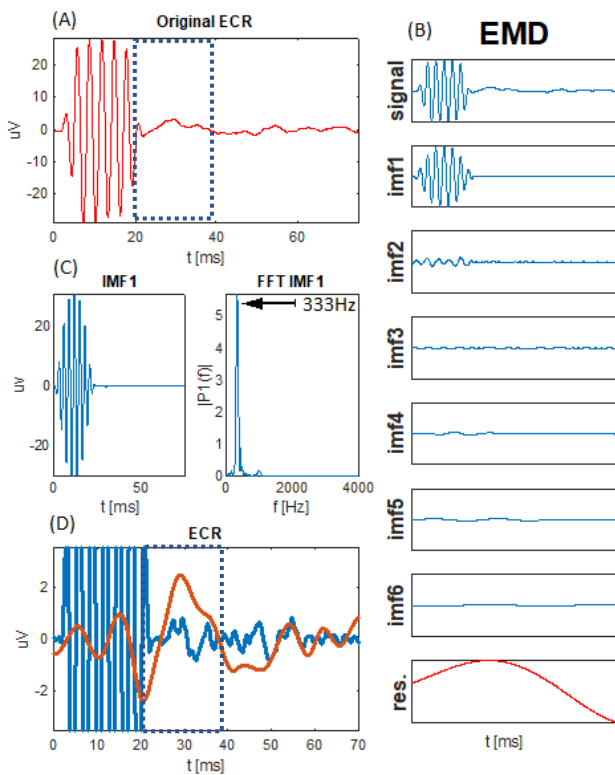 (A)
Original ECR
20
10
0
-10
-20
uV
0
20
40
60
t [ms]
(B)
EMD
signal
imf1
imf2
imf3
imf4
imf5
imf6
res.
t [ms]
(C)
IMF1
20
0
-20
uv
0
50
t [ms]
FFT IMF1
333Hz
5
4
3
2
1
0
|P1(f)|
0
2000
4000
f [Hz]
(D)
ECR
2
0
-2
uV
0
10
20
30
40
50
60
70
t [ms]